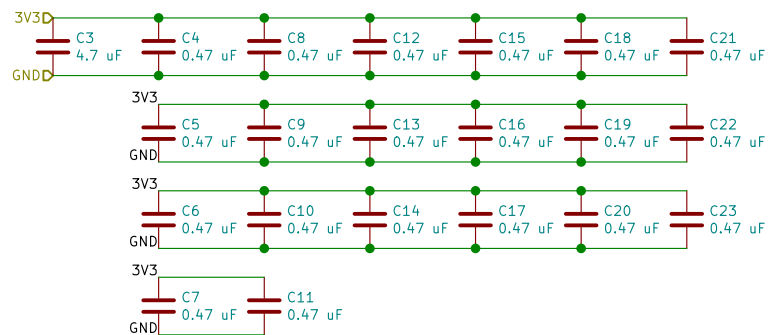 3V3
C3 C4 C8 C12 C15 C18 C21
4.7 uF 0.47 uF 0.47 uF 0.47 uF 0.47 uF 0.47 uF 0.47 uF
GND
3V3
C5 C9 C13 C16 C19 C22
0.47 uF 0.47 uF 0.47 uF 0.47 uF 0.47 uF 0.47 uF
GND
3V3
C6 C10 C14 C17 C20 C23
0.47 uF 0.47 uF 0.47 uF 0.47 uF 0.47 uF 0.47 uF
GND
3V3
C7 C11
0.47 uF 0.47 uF
GND